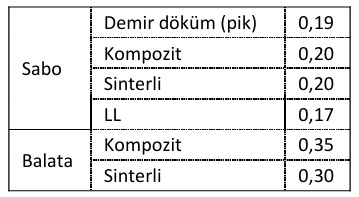 Sabo
Demir döküm (pik) 0,19
Kompozit 0,20
Sinterli 0,20
LL 0,17
Balata
Kompozit 0,35
Sinterli 0,30